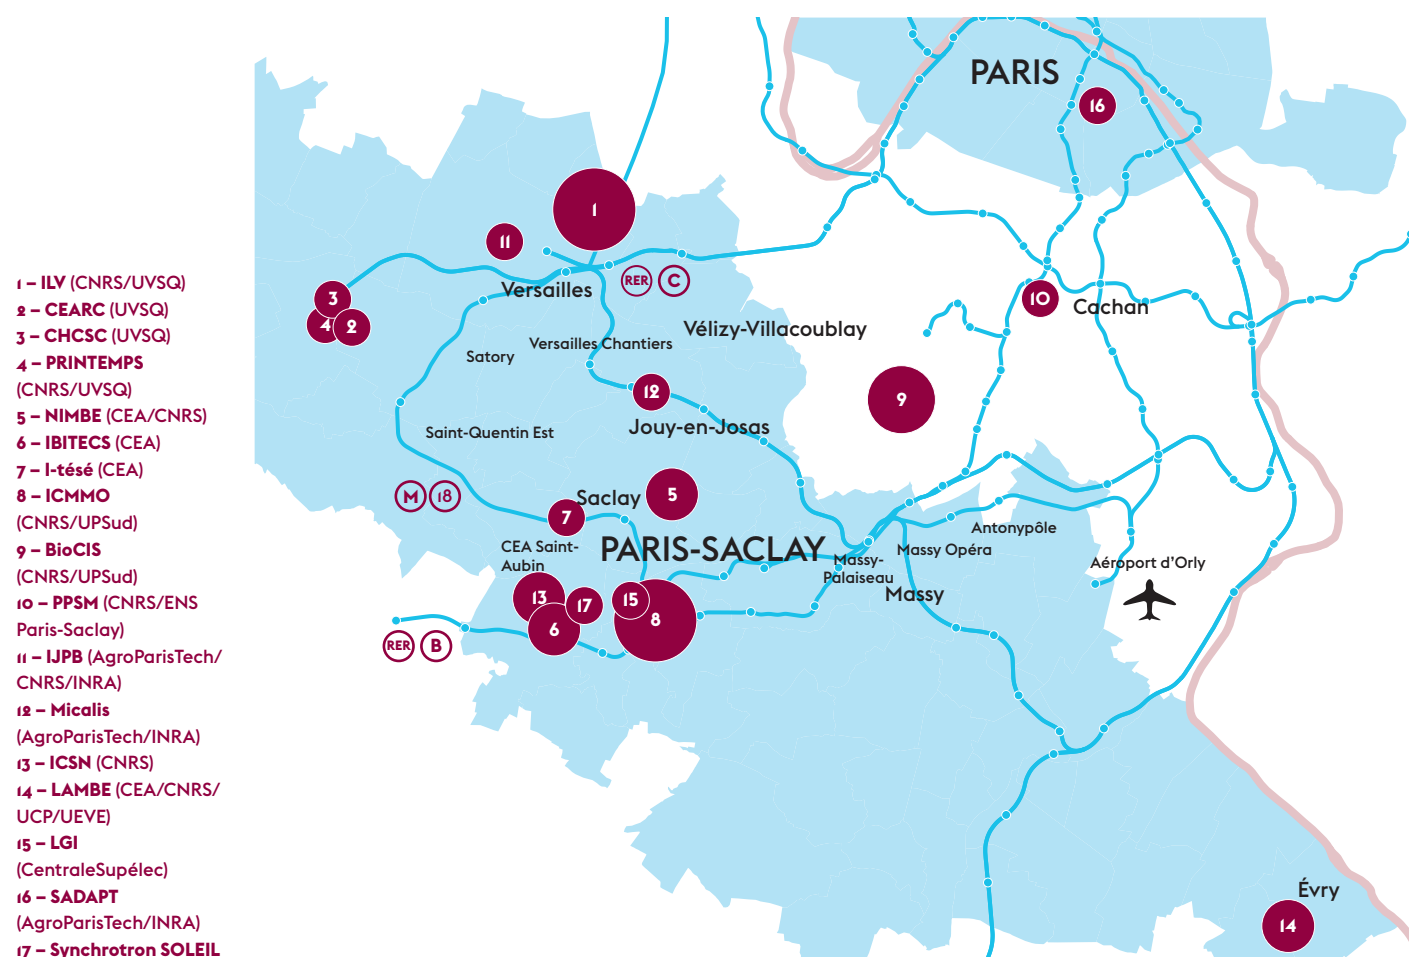 1 – ILV (CNRS/UVSQ)
2 – CEARC (UVSQ)
3 – CHCSC (UVSQ)
4 – PRINTEMPS
(CNRS/UVSQ)
5 – NIMBE (CEA/CNRS)
6 – IBITECS (CEA)
7 – I-tésé (CEA)
8 – ICMMO
(CNRS/UPSud)
9 – BioCIS
(CNRS/UPSud)
10 – PPSM (CNRS/ENS
Paris-Saclay)
11 – IJPB (AgroParisTech/
CNRS/INRA)
12 – Micalis
(AgroParisTech/INRA)
13 – ICSN (CNRS)
14 – LAMBE (CEA/CNRS/
UCP/UEVE)
15 – LGI
(CentraleSupélec)
16 – SADAPT
(AgroParisTech/INRA)
17 – Synchrotron SOLEIL
PARIS
16
1
11
RER C
Versailles
3
4
2
10
Cachan
Vélizy-Villacoublay
Versailles Chantiers
Satory
12
9
Jouy-en-Josas
Saint-Quentin Est
M 18
Saclay
5
7
Antonypôle
CEA Saint-
Aubin
PARIS-SACLAY
Massy Opéra
Massy-
Palaiseau
Aéroport d'Orly
Massy
13
17
15
6
8
RER B
Évry
14